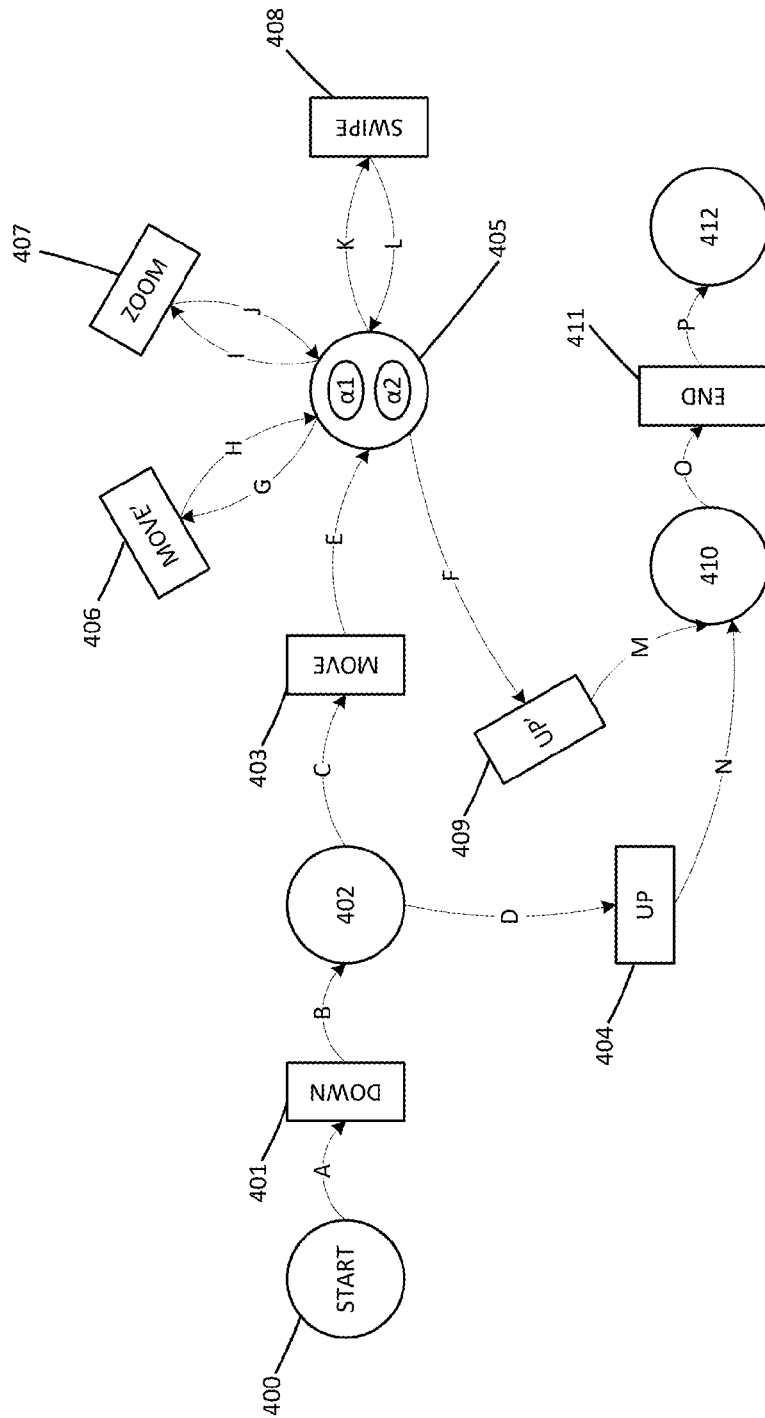 400
START
A
401
DOWN
B
402
C
403
MOVE
E
D
404
UP
N
405
α1
α2
G
H
406
MOVE'
I
J
407
ZOOM
K
L
408
SWIPE
F
409
UP'
M
410
O
411
END
P
412